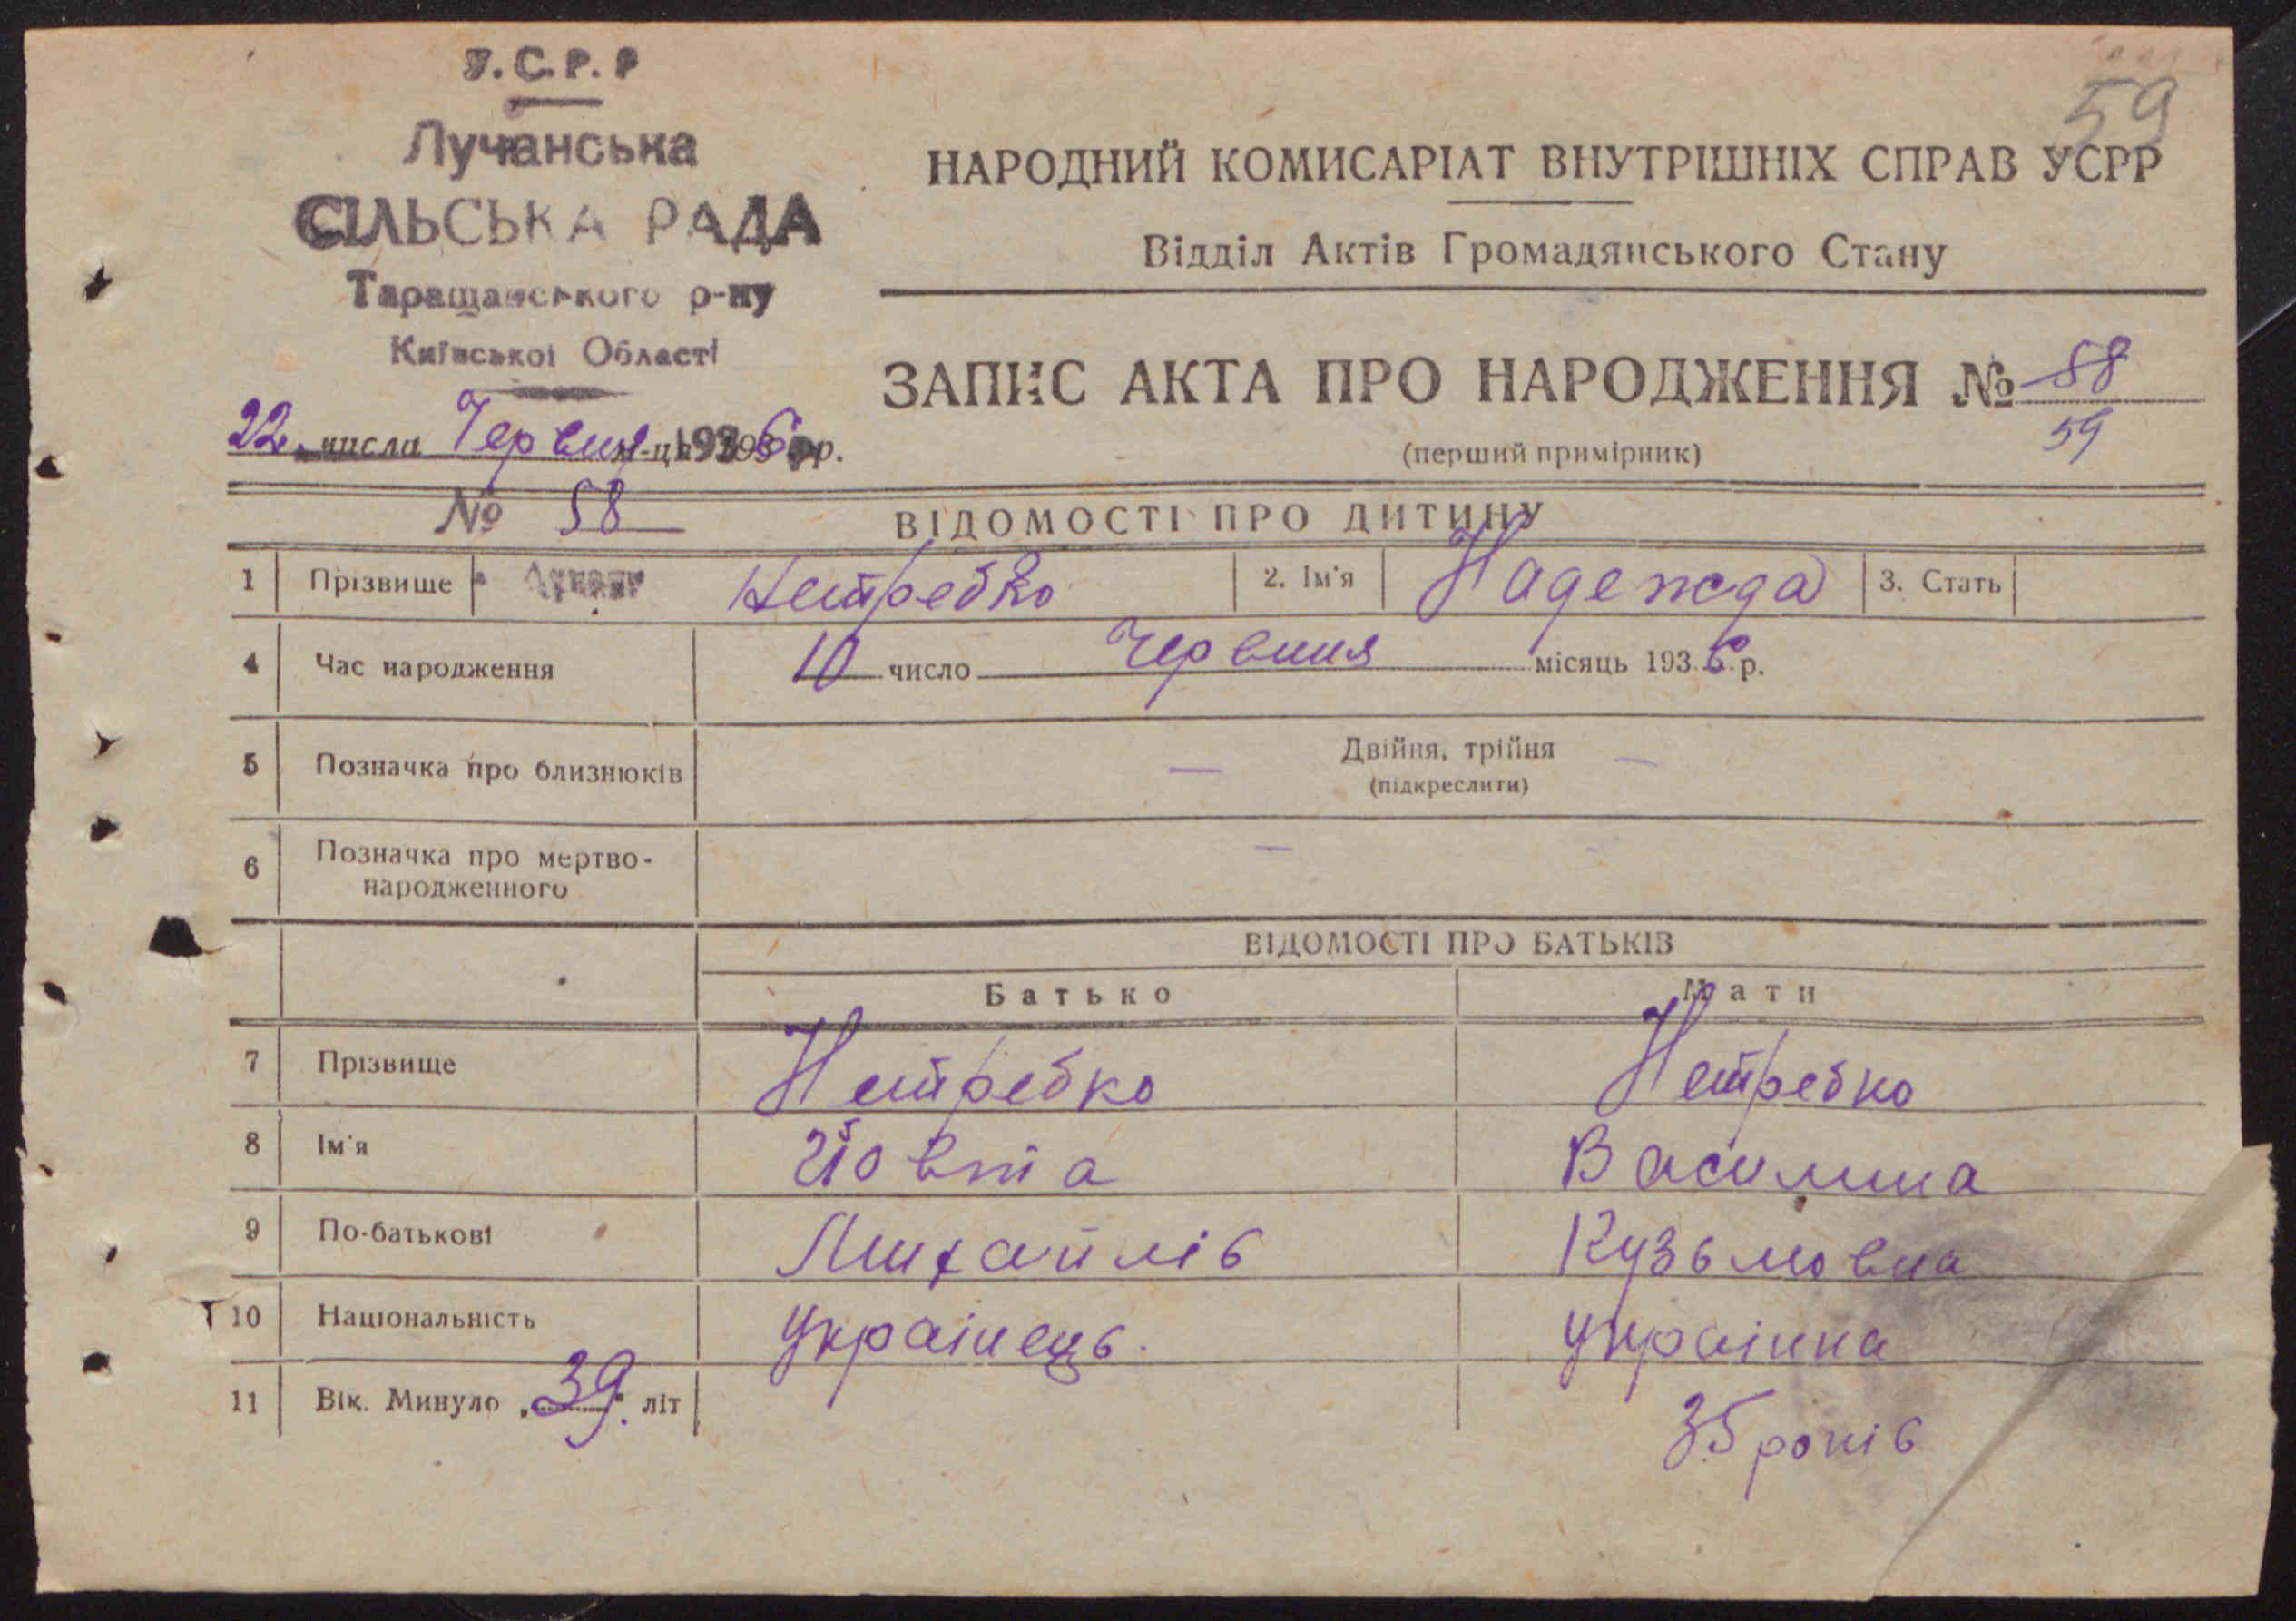 У.С.Р.Р
Лучанська
СІЛЬСЬКА РАДА
Таращанського р-ну
Київської Області
22 числа Червня м-ця 1936 р.
№ 58
59
НАРОДНИЙ КОМИСАРІАТ ВНУТРІШНІХ СПРАВ УСРР
Відділ Актів Громадянського Стану
ЗАПИС АКТА ПРО НАРОДЖЕННЯ № 58
59
(перший примірник)
ВІДОМОСТІ ПРО ДИТИНУ
1 Прізвище Нетребко 2. Ім'я Надежда 3. Стать
4 Час народження 10 число Червня місяць 1936 р.
5 Позначка про близнюків — Двійня, трійня —
(підкреслити)
6 Позначка про мертво-
народженного —
ВІДОМОСТІ ПРО БАТЬКІВ
Батько Мати
7 Прізвище Нетребко Нетребко
8 Ім'я Йовта Василина
9 По-батькові Михайлів Кузьмовна
10 Національність Українець. Українка
11 Вік. Минуло „39" літ 35 років